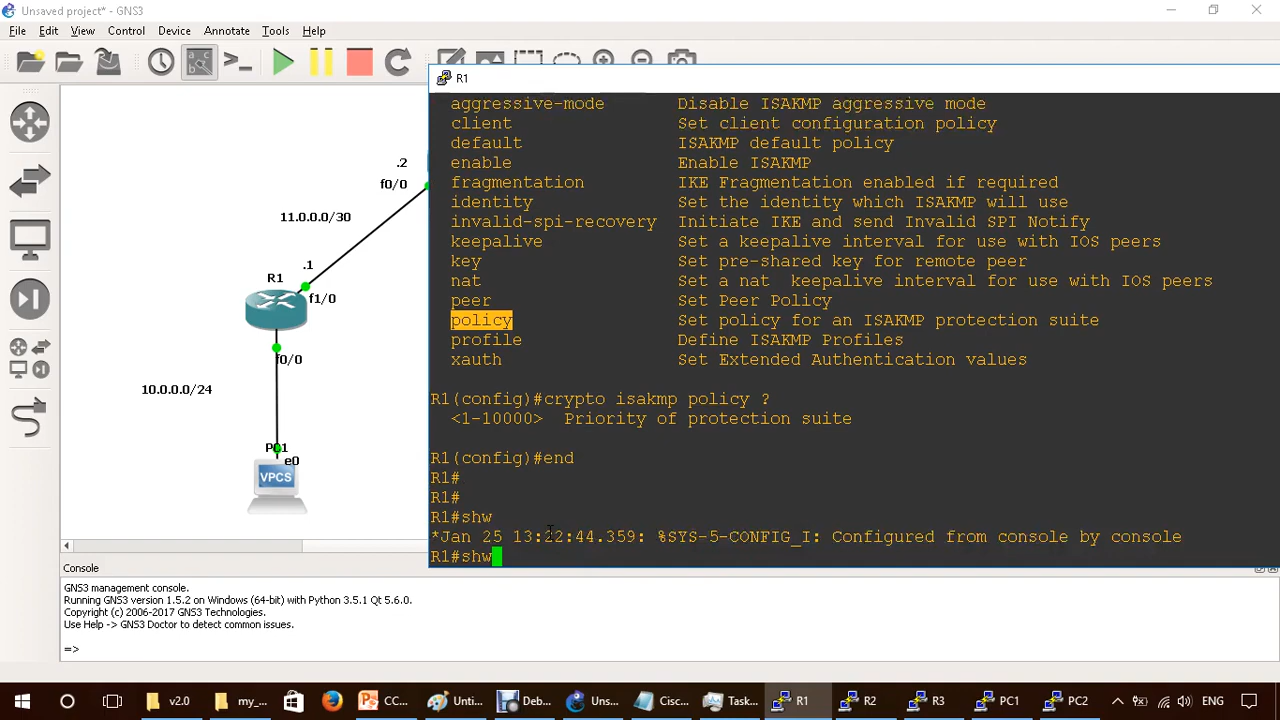 Unsaved project* - GNS3
File Edit View Control Device Annotate Tools Help
R1
aggressive-mode Disable ISAKMP aggressive mode
client Set client configuration policy
default ISAKMP default policy
enable Enable ISAKMP
fragmentation IKE Fragmentation enabled if required
identity Set the identity which ISAKMP will use
invalid-spi-recovery Initiate IKE and send Invalid SPI Notify
keepalive Set a keepalive interval for use with IOS peers
key Set pre-shared key for remote peer
nat Set a nat  keepalive interval for use with IOS peers
peer Set Peer Policy
policy Set policy for an ISAKMP protection suite
profile Define ISAKMP Profiles
xauth Set Extended Authentication values
R1(config)#crypto isakmp policy ?
<1-10000> Priority of protection suite
R1(config)#end
R1#
R1#
R1#shw
*Jan 25 13:22:44.359: %SYS-5-CONFIG_I: Configured from console by console
R1#shw
.2
f0/0
11.0.0.0/30
.1
R1
f1/0
f0/0
10.0.0.0/24
PC1
e0
VPCS
Console
GNS3 management console.
Running GNS3 version 1.5.2 on Windows (64-bit) with Python 3.5.1 Qt 5.6.0.
Copyright (c) 2006-2017 GNS3 Technologies.
Use Help -> GNS3 Doctor to detect common issues.
=>
v2.0 my_... CC... Unti... Deb... Uns... Cisc... Task... R1 R2 R3 PC1 PC2 ENG